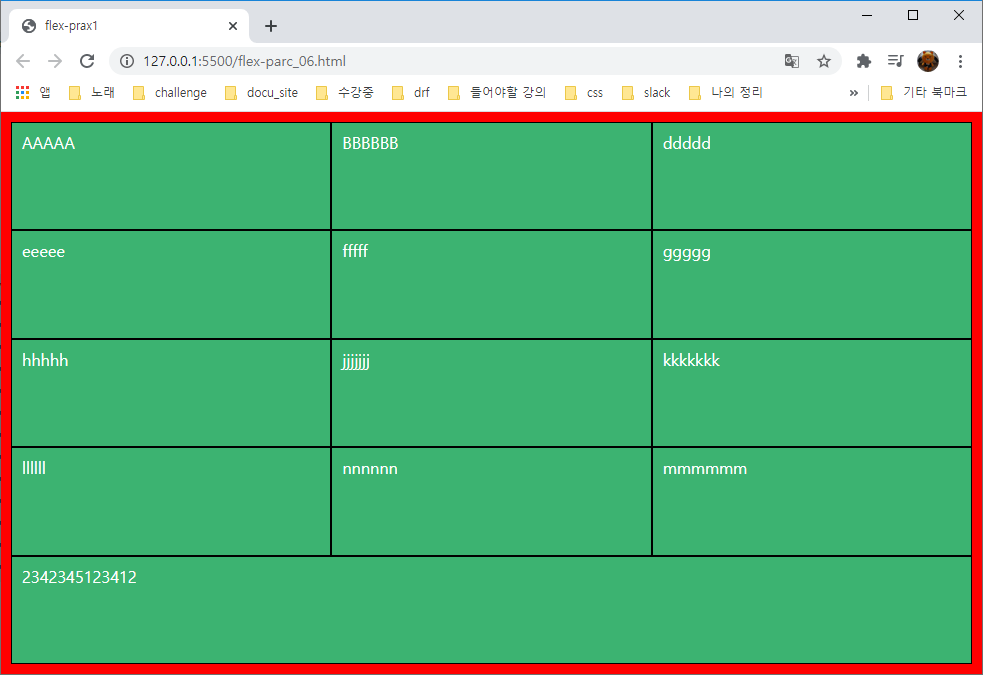 flex-prax1
127.0.0.1:5500/flex-parc_06.html
앱 노래 challenge docu_site 수강중 drf 들어야할 강의 css slack 나의 정리 » 기타 북마크
AAAAA BBBBBB ddddd
eeeee fffff ggggg
hhhhh jjjjjjj kkkkkkk
llllll nnnnnn mmmmmm
2342345123412